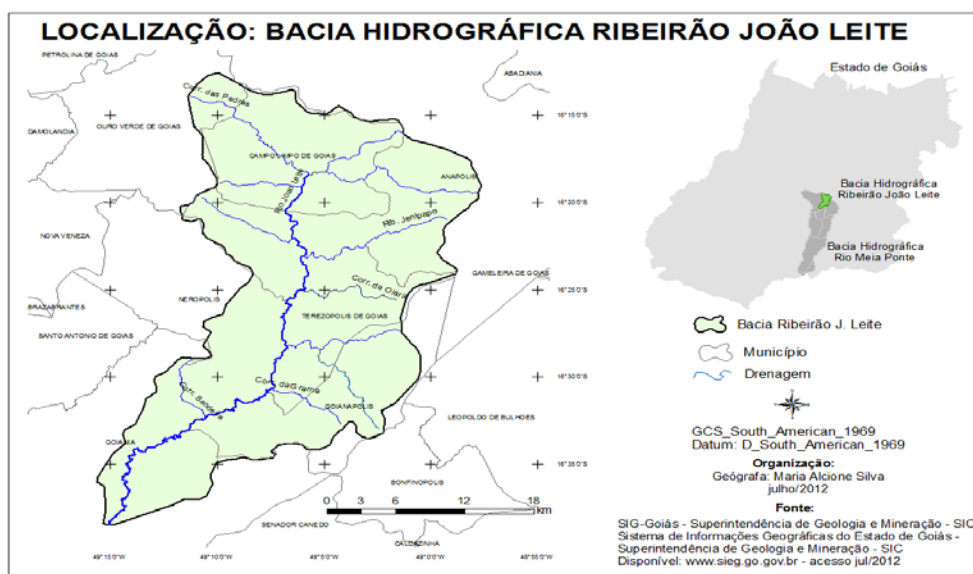 LOCALIZAÇÃO: BACIA HIDROGRÁFICA RIBEIRÃO JOÃO LEITE
PETROLINA DE GOIAS
ABADIANIA
Corr. das Pedras
16°15'0"S
DAMOLANDIA
OURO VERDE DE GOIAS
CAMPO LIMPO DE GOIAS
ANAPOLIS
Rio João Leite
16°20'0"S
Rib. Jenipapo
NOVA VENEZA
GAMELEIRA DE GOIAS
Corr. da Olaria
16°25'0"S
NEROPOLIS
BRAZABRANTES
TEREZOPOLIS DE GOIAS
SANTO ANTONIO DE GOIAS
16°30'0"S
Corr. da Grama
Corr. Bandeira
GOIANAPOLIS
LEOPOLDO DE BULHOES
GOIANIA
16°35'0"S
BONFINOPOLIS
0 3 6 12 18
km
SENADOR CANEDO
CALDAZINHA
49°15'0"W 49°10'0"W 49°5'0"W 49°0'0"W 48°55'0"W
Estado de Goiás
Bacia Hidrográfica
Ribeirão João Leite
Bacia Hidrográfica
Rio Meia Ponte
Bacia Ribeirão J. Leite
Município
Drenagem
GCS_South_American_1969
Datum: D_South_American_1969
Organização:
Geógrafa: Maria Alcione Silva
julho/2012
Fonte:
SIG-Goiás - Superintendência de Geologia e Mineração - SIC
Sistema de Informações Geográficas do Estado de Goiás -
Superintendência de Geologia e Mineração - SIC
Disponível: www.sieg.go.gov.br - acesso jul/2012